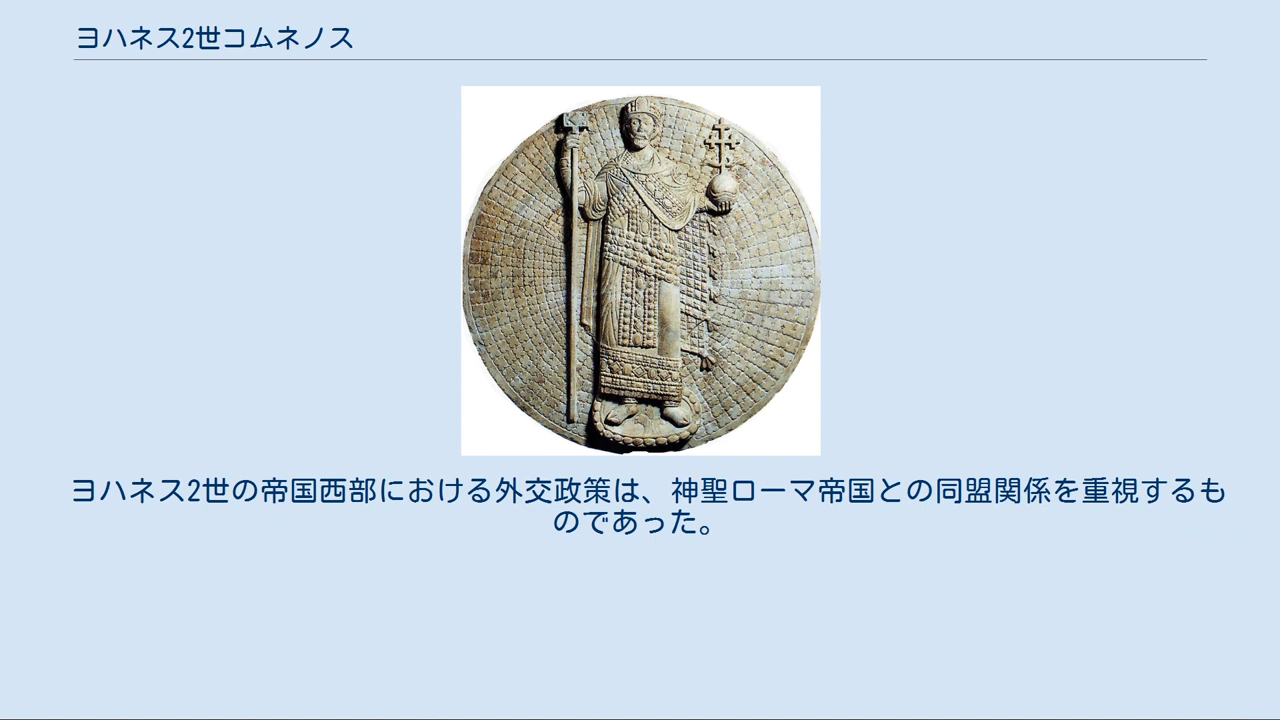 ヨハネス2世コムネノス
ヨハネス2世の帝国西部における外交政策は、神聖ローマ帝国との同盟関係を重視するも
のであった。